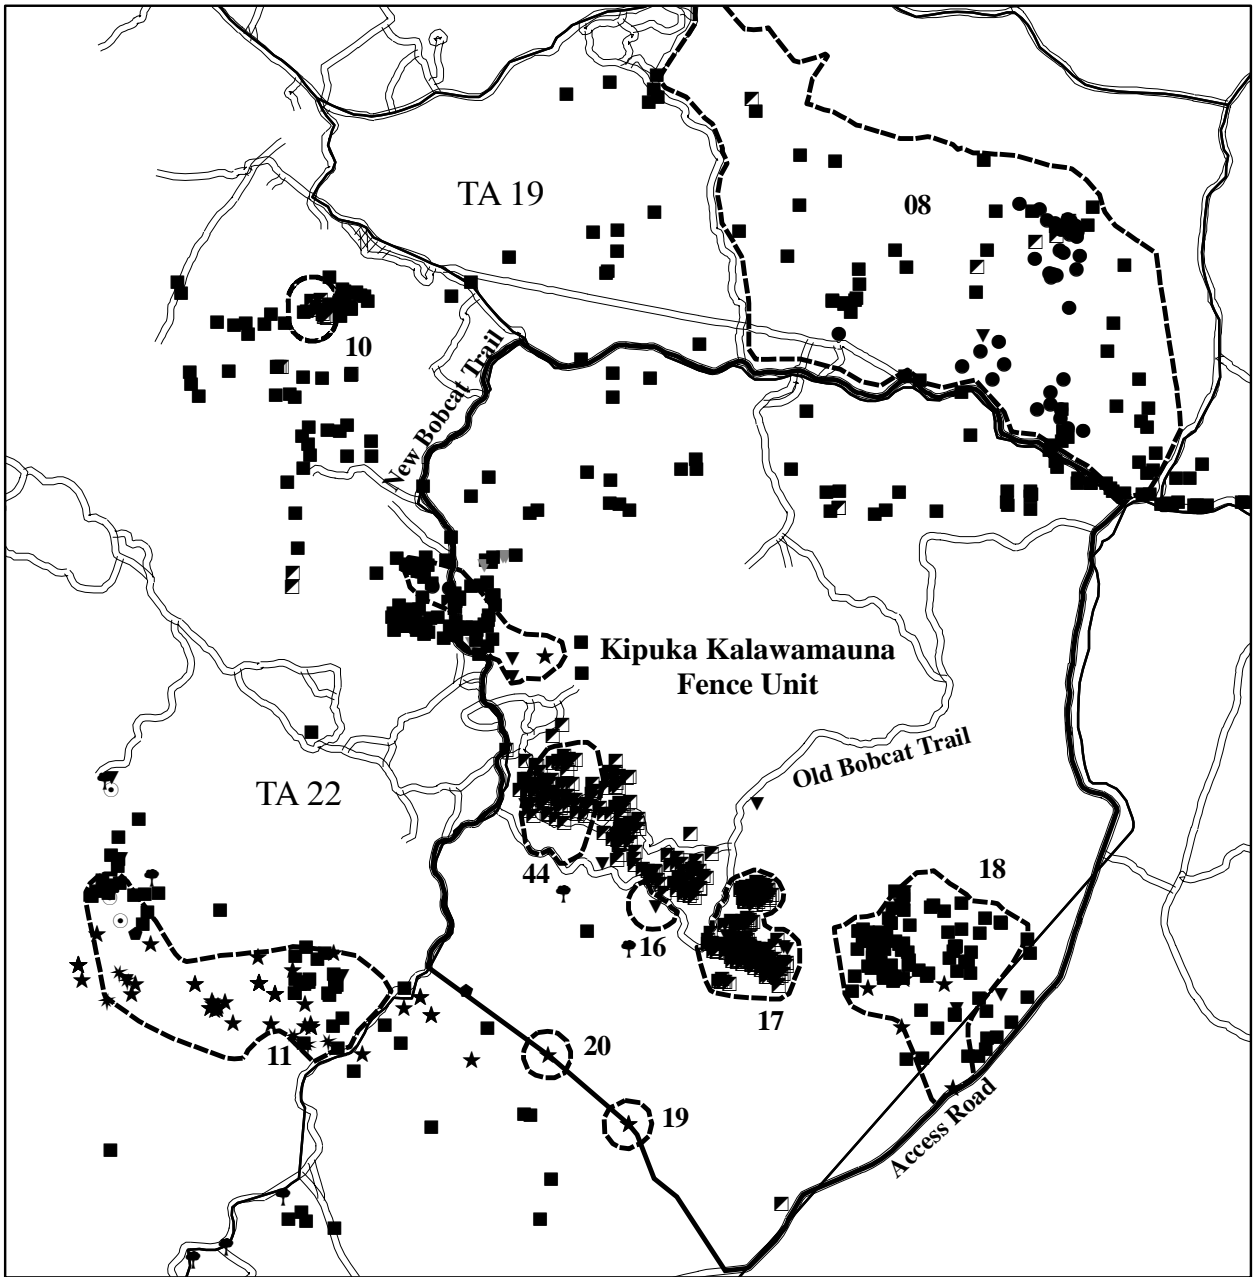 TA 19
08
10
New Bobcat Trail
Kipuka Kalawamauna
Fence Unit
Old Bobcat Trail
TA 22
44
18
16
17
11
20
19
Access Road